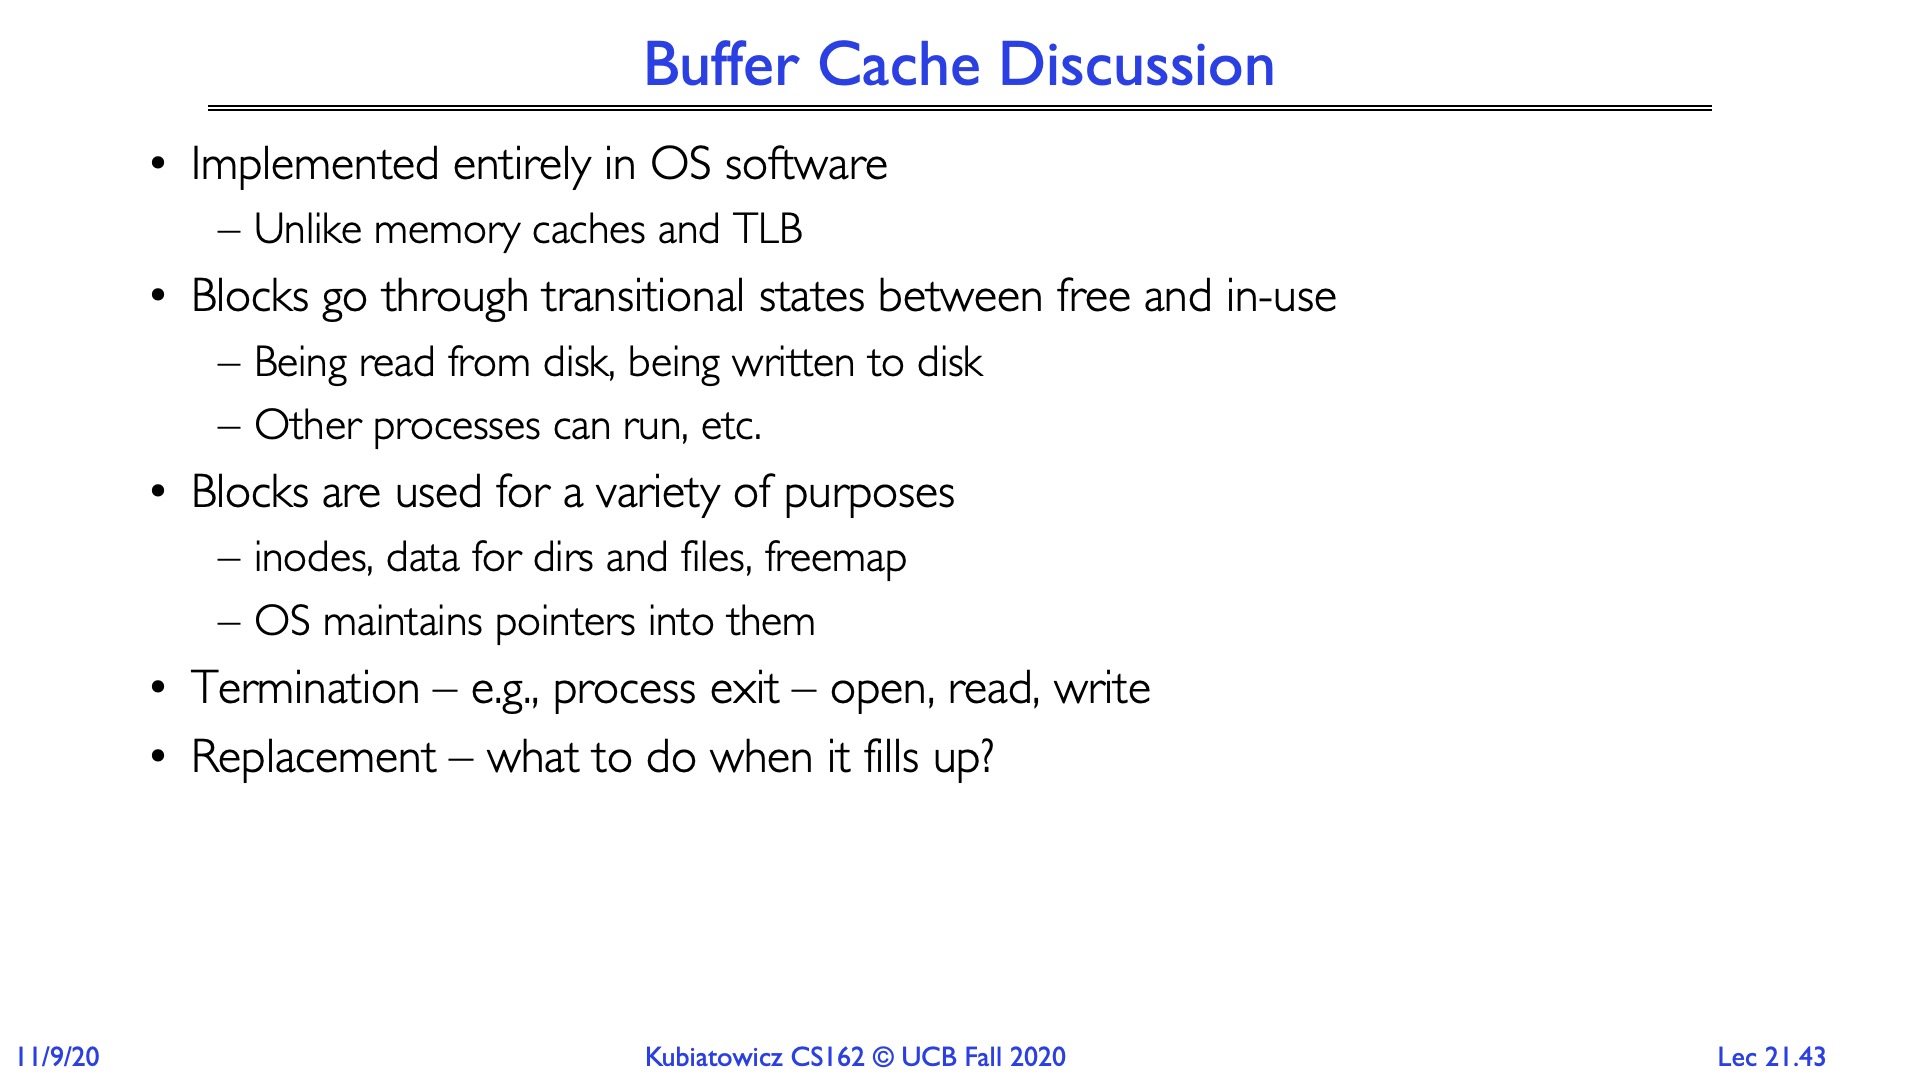 Buffer Cache Discussion
• Implemented entirely in OS software
– Unlike memory caches and TLB
• Blocks go through transitional states between free and in-use
– Being read from disk, being written to disk
– Other processes can run, etc.
• Blocks are used for a variety of purposes
– inodes, data for dirs and files, freemap
– OS maintains pointers into them
• Termination – e.g., process exit – open, read, write
• Replacement – what to do when it fills up?
11/9/20
Kubiatowicz CS162 © UCB Fall 2020
Lec 21.43